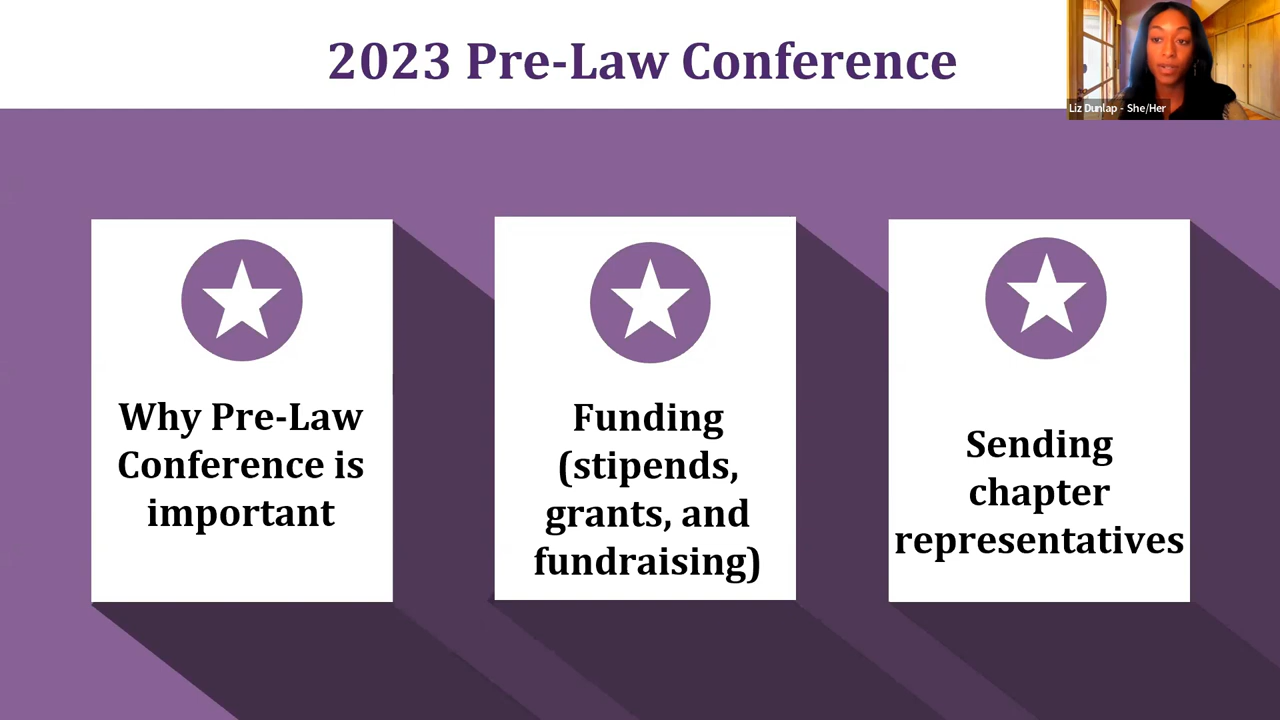 2023 Pre-Law Conference
Liz Dunlap - She/Her
Why Pre-Law
Conference is
important
Funding
(stipends,
grants, and
fundraising)
Sending
chapter
representatives